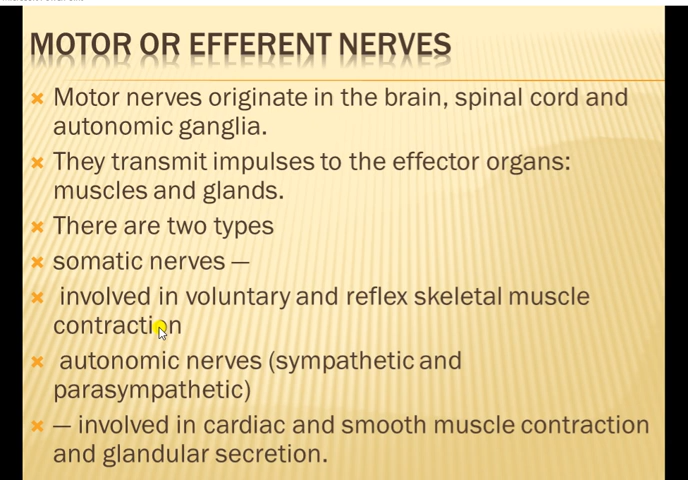 MOTOR OR EFFERENT NERVES
Motor nerves originate in the brain, spinal cord and
autonomic ganglia.
They transmit impulses to the effector organs:
muscles and glands.
There are two types
somatic nerves —
involved in voluntary and reflex skeletal muscle
contraction
autonomic nerves (sympathetic and
parasympathetic)
— involved in cardiac and smooth muscle contraction
and glandular secretion.